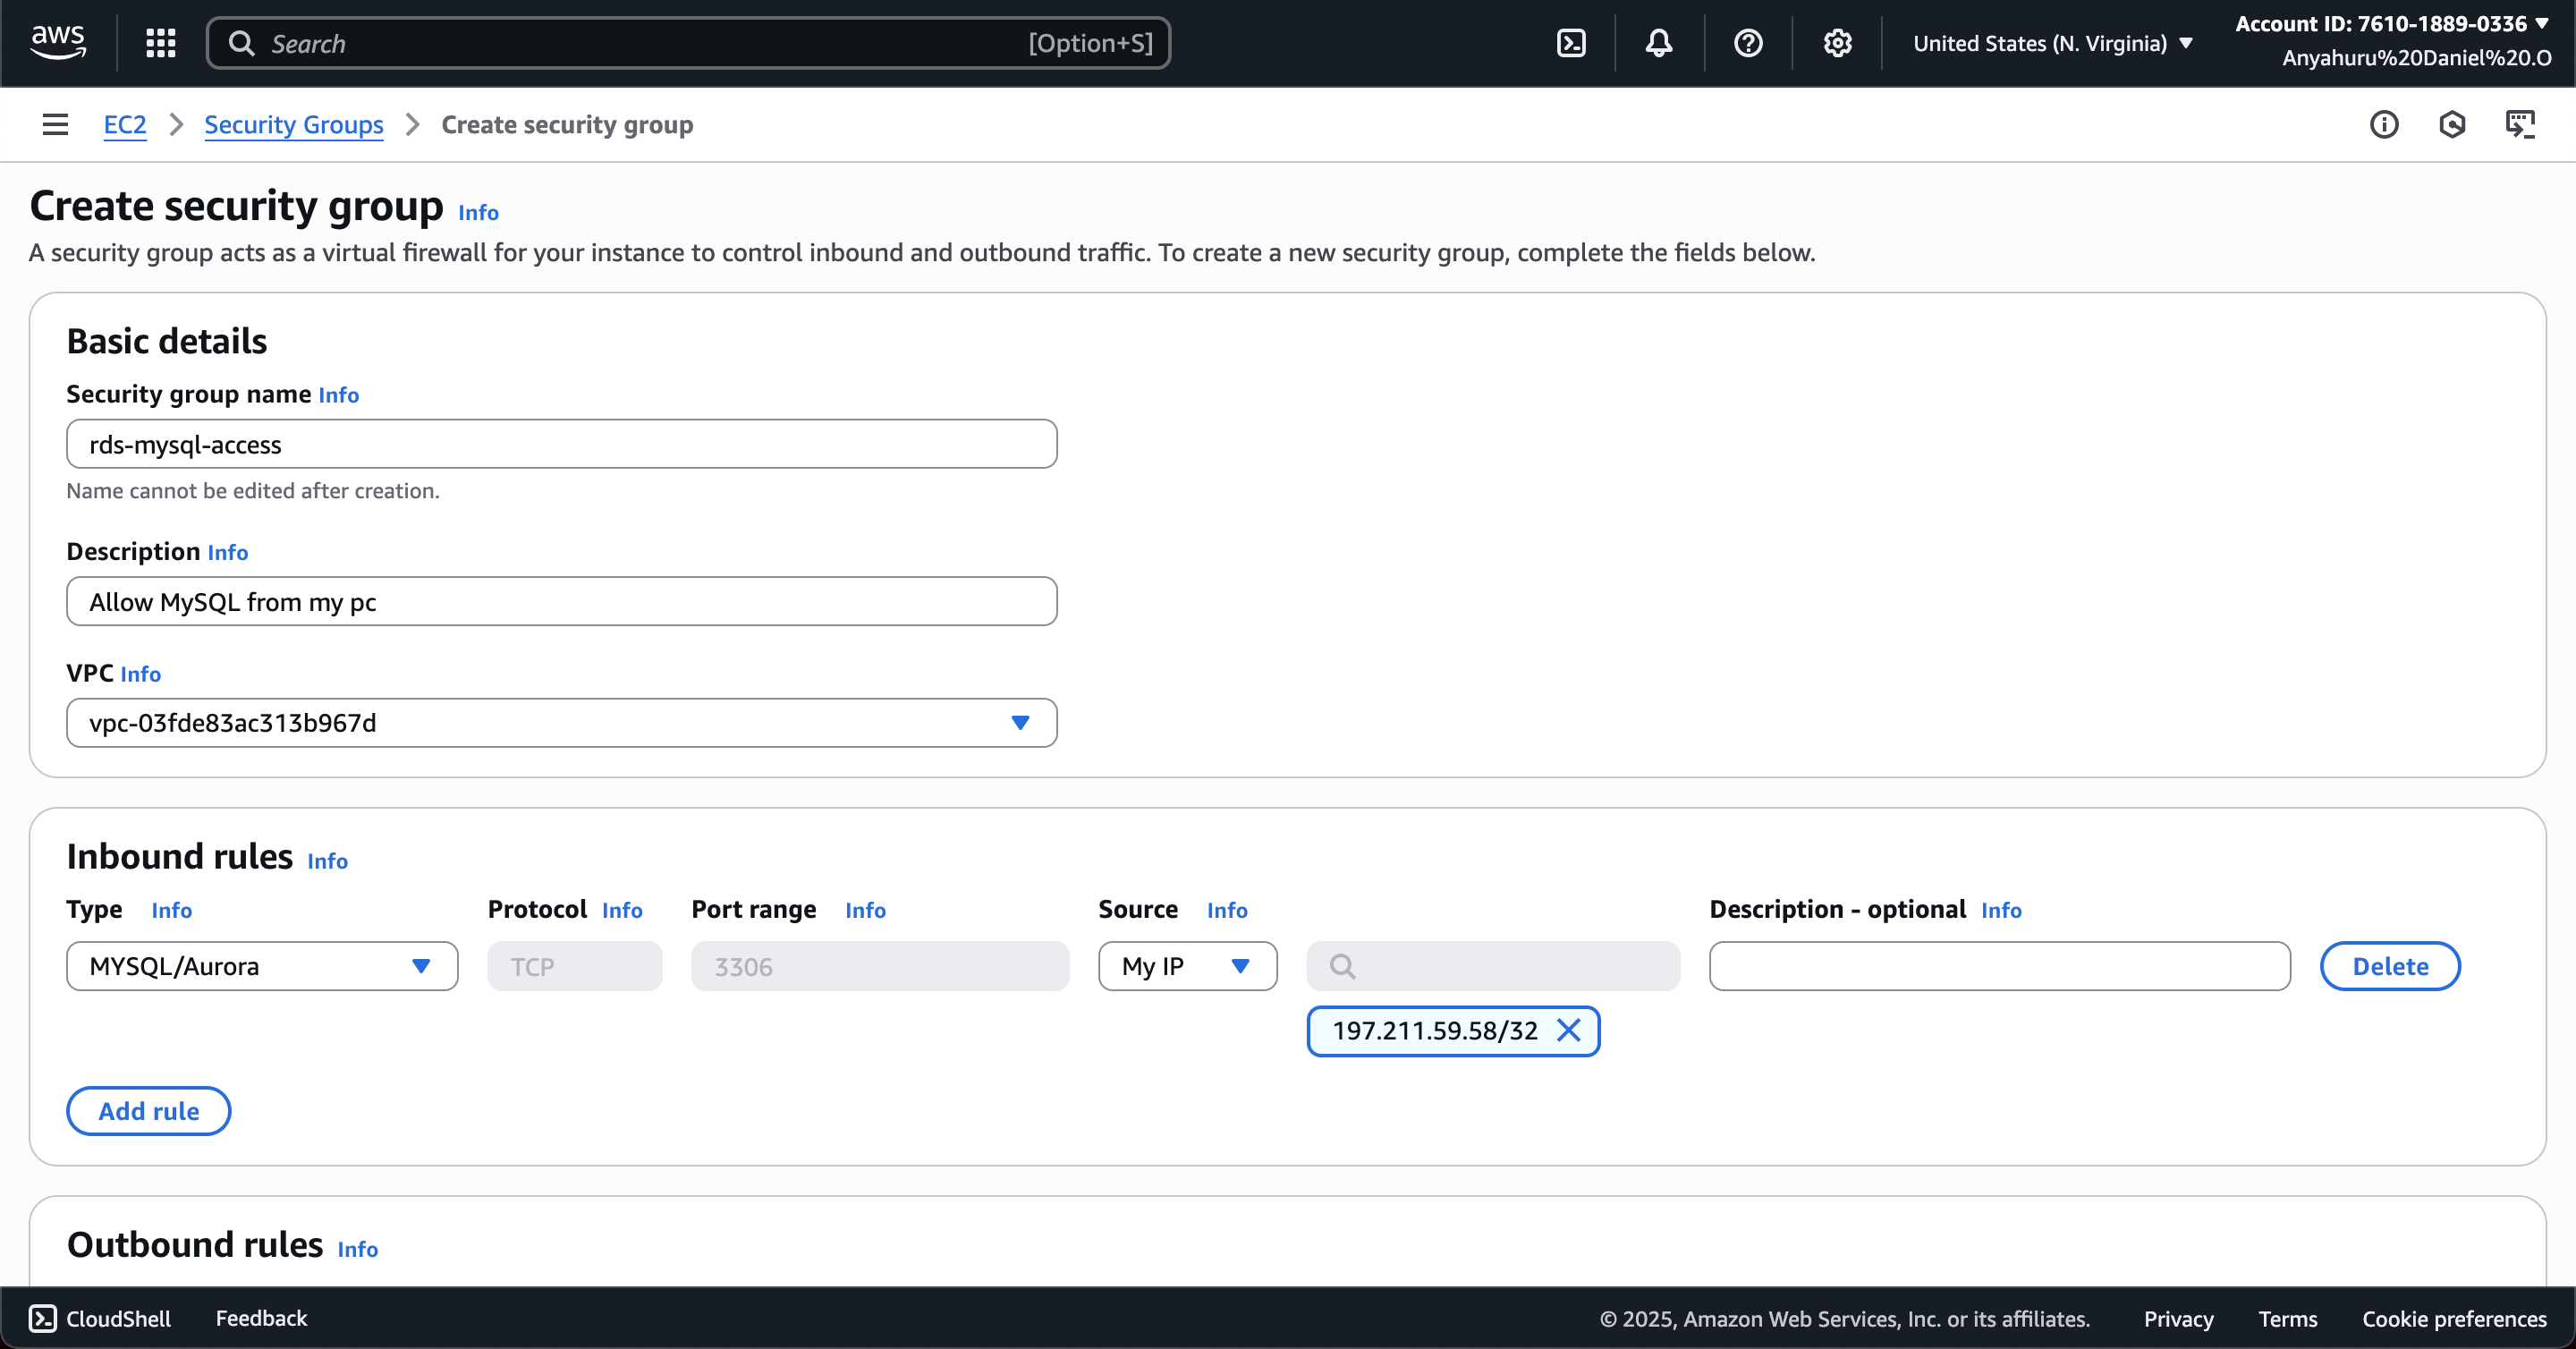 aws
Search [Option+S]
United States (N. Virginia)
Account ID: 7610-1889-0336
Anyahuru%20Daniel%20.O
EC2 > Security Groups > Create security group
Create security group Info
A security group acts as a virtual firewall for your instance to control inbound and outbound traffic. To create a new security group, complete the fields below.
Basic details
Security group name Info
rds-mysql-access
Name cannot be edited after creation.
Description Info
Allow MySQL from my pc
VPC Info
vpc-03fde83ac313b967d
Inbound rules Info
Type Info Protocol Info Port range Info Source Info Description - optional Info
MYSQL/Aurora TCP 3306 My IP Delete
197.211.59.58/32
Add rule
Outbound rules Info
CloudShell Feedback © 2025, Amazon Web Services, Inc. or its affiliates. Privacy Terms Cookie preferences